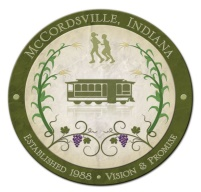 McCordsville, Indiana
Established 1988 • Vision & Promise